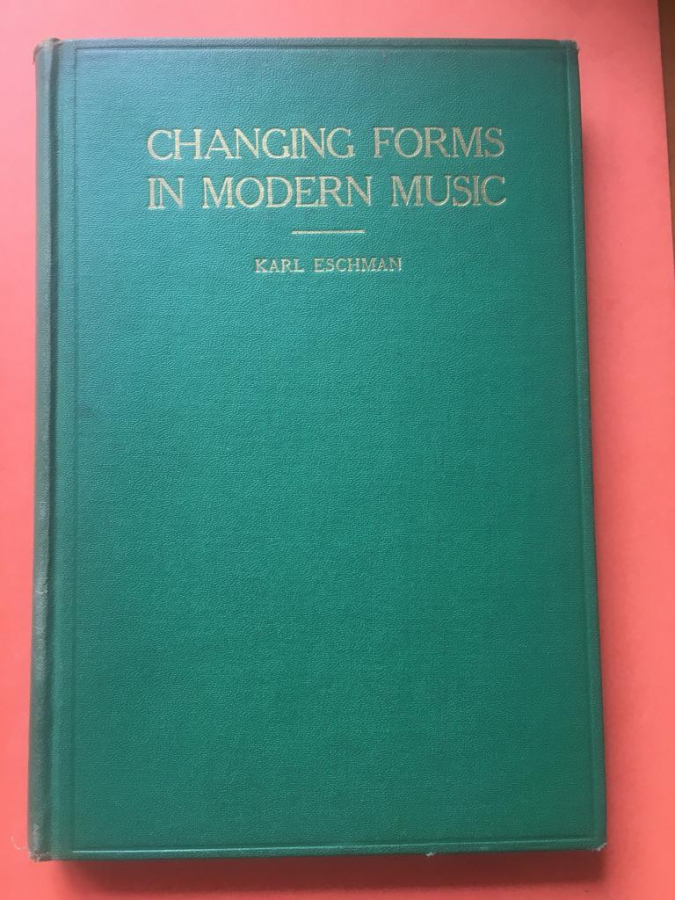 CHANGING FORMS
IN MODERN MUSIC
KARL ESCHMAN